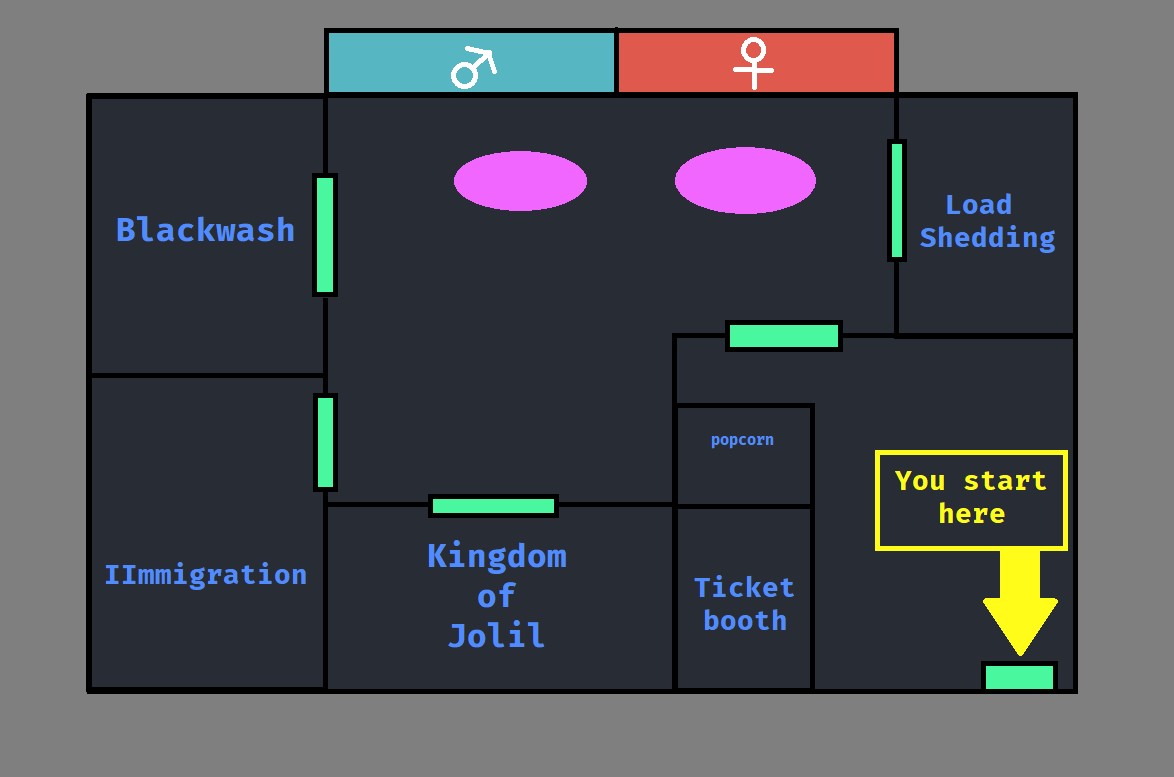 Blackwash
Load
Shedding
popcorn
You start
here
IImmigration
Kingdom
of
Jolil
Ticket
booth